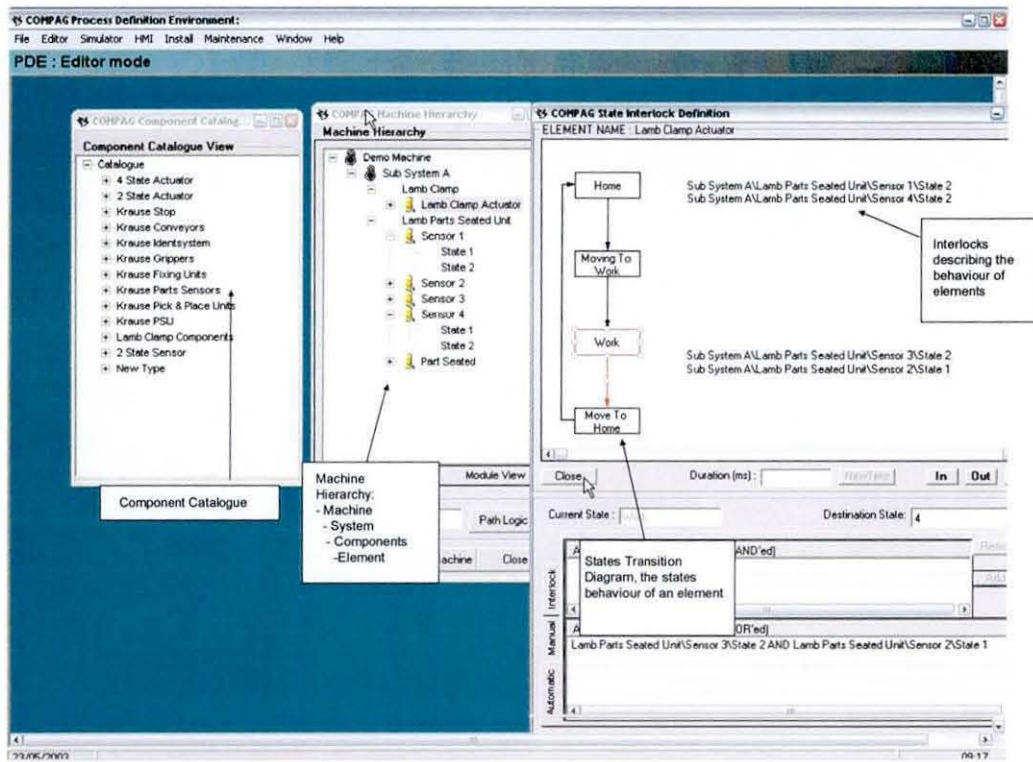 COMPAG Process Definition Environment:
File Editor Simulator HMI Install Maintenance Window Help
PDE : Editor mode
COMPAG Component Catalog...
Component Catalogue View
Catalogue
4 State Actuator
2 State Actuator
Krause Stop
Krause Conveyors
Krause Identsystem
Krause Grippers
Krause Fixing Units
Krause Parts Sensors
Krause Pick & Place Units
Krause PSU
Lamb Clamp Components
2 State Sensor
New Type
Component Catalogue
Machine Hierarchy
Machine Hierarchy
Demo Machine
Sub System A
Lamb Clamp
Lamb Clamp Actuator
Lamb Parts Seated Unit
Sensor 1
State 1
State 2
Sensor 2
Sensor 3
Sensor 4
State 1
State 2
Part Seated
Module View
Path Logic
Close
Machine
Hierarchy:
- Machine
- System
- Components
-Element
COMPAG State Interlock Definition
ELEMENT NAME : Lamb Clamp Actuator
Home
Sub System A\Lamb Parts Seated Unit\Sensor 1\State 2
Sub System A\Lamb Parts Seated Unit\Sensor 4\State 2
Interlocks
describing the
behaviour of
elements
Moving To
Work
Work
Sub System A\Lamb Parts Seated Unit\Sensor 3\State 2
Sub System A\Lamb Parts Seated Unit\Sensor 2\State 1
Move To
Home
Close
Duration (ms) :
In
Out
Current State :
Destination State: 4
AND'ed]
States Transition
Diagram, the states
behaviour of an element
OR'ed]
Lamb Parts Seated Unit\Sensor 3\State 2 AND Lamb Parts Seated Unit\Sensor 2\State 1
Interlock
Manual
Automatic
23/05/2003
09:17